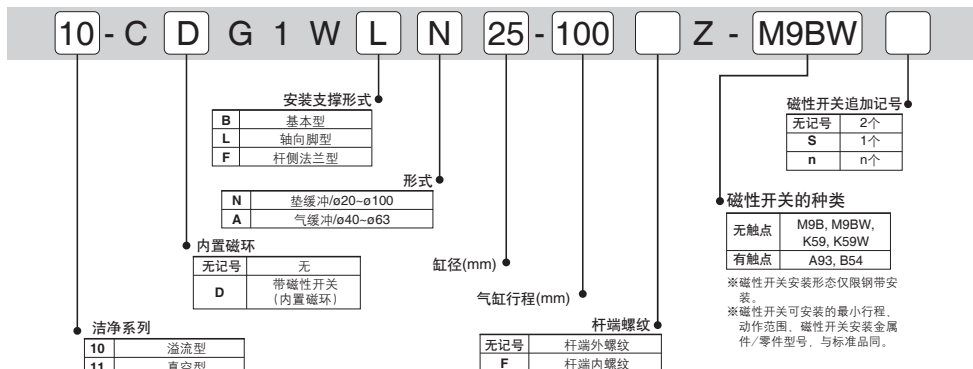 10 - C D G 1 W L N 25 - 100 Z - M9BW
安装支撑形式
B 基本型
L 轴向脚型
F 杆侧法兰型
形式
N 垫缓冲/ø20~ø100
A 气缓冲/ø40~ø63
内置磁环
无记号 无
D 带磁性开关
(内置磁环)
洁净系列
10 溢流型
11 真空型
缸径(mm)
气缸行程(mm)
杆端螺纹
无记号 杆端外螺纹
F 杆端内螺纹
磁性开关追加记号
无记号 2个
S 1个
n n个
磁性开关的种类
无触点 M9B, M9BW,
K59, K59W
有触点 A93, B54
※磁性开关安装形态仅限钢带安
装。
※磁性开关可安装的最小行程、
动作范围、磁性开关安装金属
件/零件型号, 与标准品同。